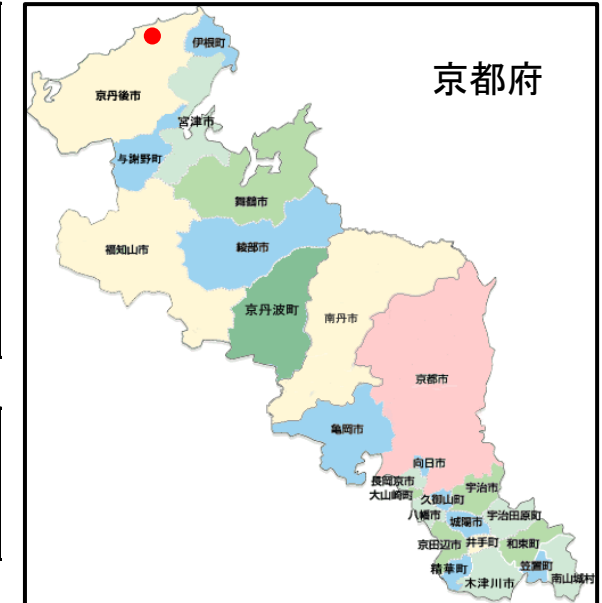 京都府
伊根町
京丹後市
宮津市
与謝野町
舞鶴市
福知山市
綾部市
京丹波町
南丹市
京都市
亀岡市
向日市
長岡京市
大山崎町
宇治市
久御山町
八幡市
城陽市
宇治田原町
京田辺市
井手町
和束町
精華町
笠置町
木津川市
南山城村